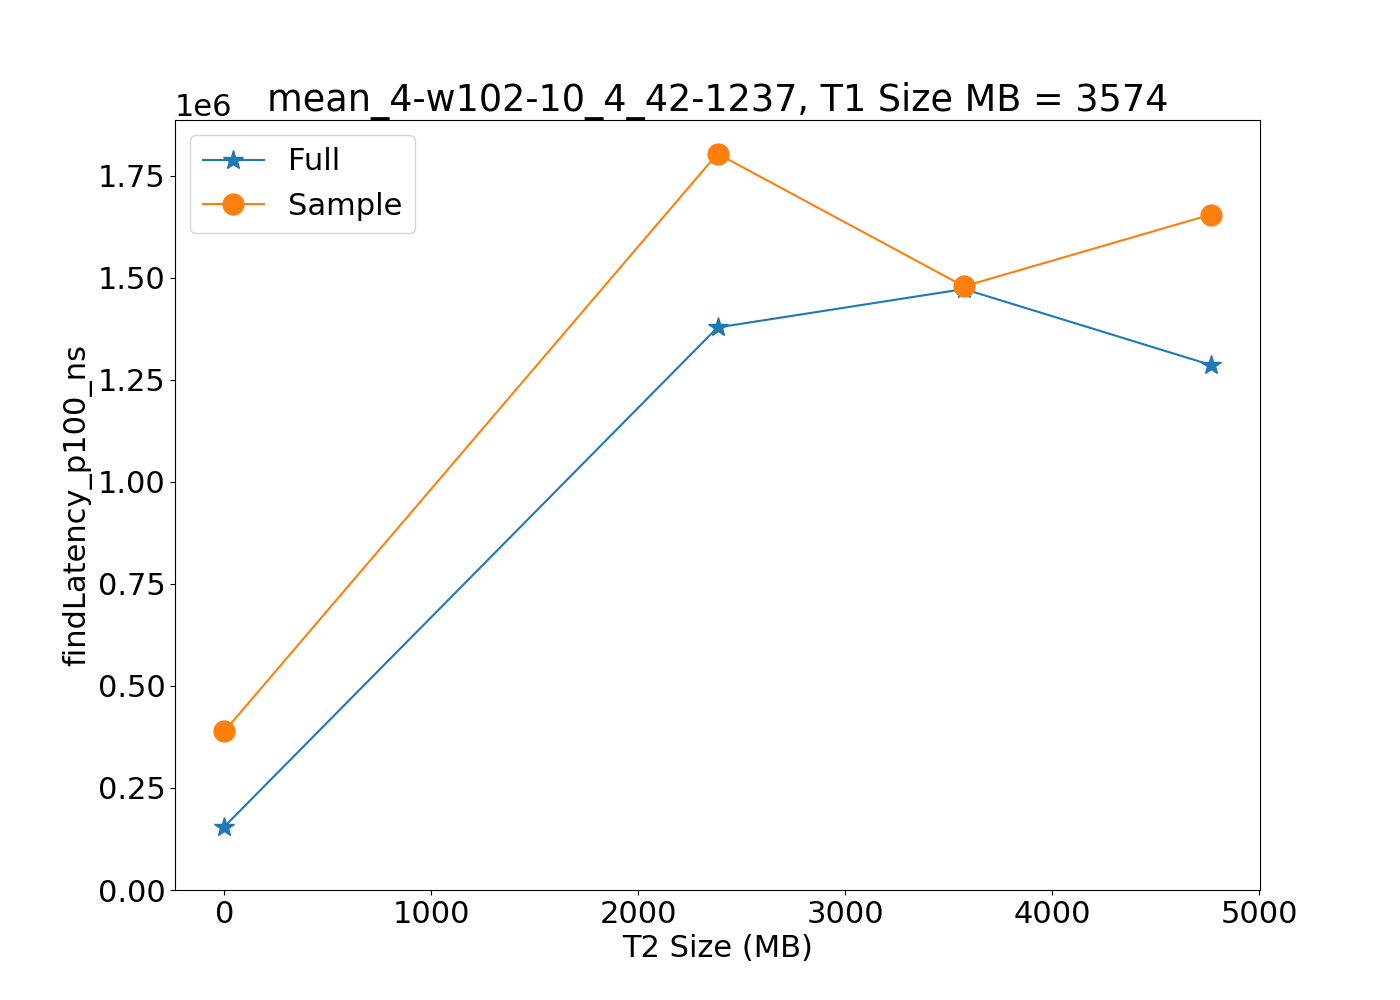 mean_4-w102-10_4_42-1237, T1 Size MB = 3574
1e6
Full
Sample
1.75
1.50
1.25
1.00
0.75
0.50
0.25
0.00
findLatency_p100_ns
0 1000 2000 3000 4000 5000
T2 Size (MB)